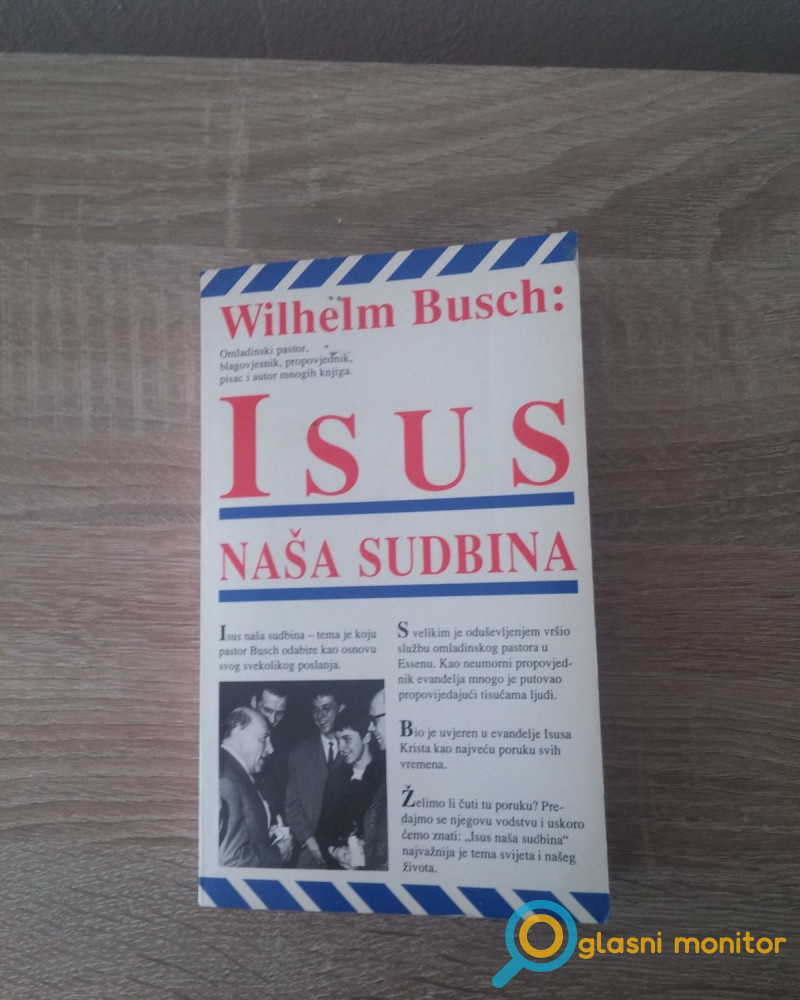 Wilhelm Busch:
Omladinski pastor,
blagovjesnik, propovjednik,
pisac i autor mnogih knjiga.
ISUS
NAŠA SUDBINA
Isus naša sudbina – tema je koju
pastor Busch odabire kao osnovu
svog svekolikog poslanja.
S velikim je oduševljenjem vršio
službu omladinskog pastora u
Essenu. Kao neumorni propovjed-
nik evanđelja mnogo je putovao
propovijedajući tisućama ljudi.
Bio je uvjeren u evanđelje Isusa
Krista kao najveću poruku svih
vremena.
Želimo li čuti tu poruku? Pre-
dajmo se njegovu vodstvu i uskoro
ćemo znati: „Isus naša sudbina“
najvažnija je tema svijeta i našeg
života.
Oglasni monitor